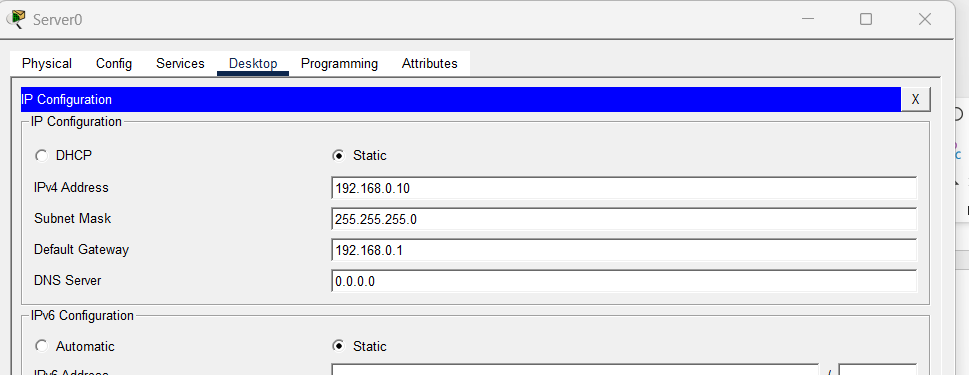 Server0
Physical Config Services Desktop Programming Attributes
IP Configuration X
IP Configuration
DHCP Static
IPv4 Address 192.168.0.10
Subnet Mask 255.255.255.0
Default Gateway 192.168.0.1
DNS Server 0.0.0.0
IPv6 Configuration
Automatic Static
IPv6 Address /